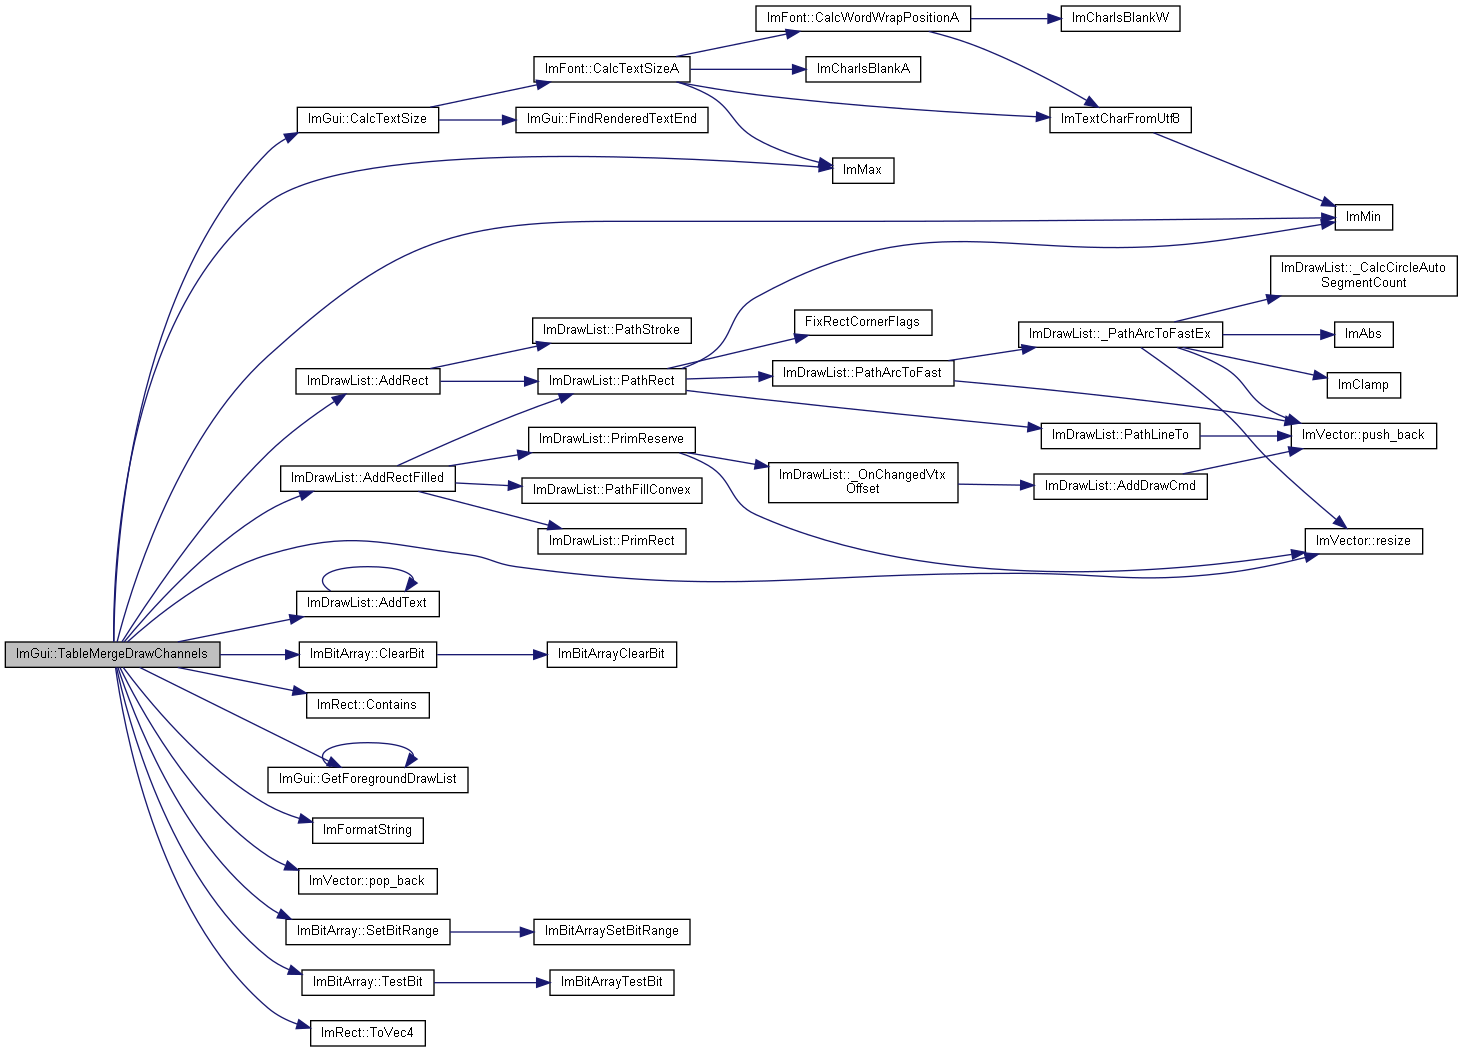 ImFont::CalcWordWrapPositionA
ImCharIsBlankW
ImFont::CalcTextSizeA
ImCharIsBlankA
ImGui::CalcTextSize
ImGui::FindRenderedTextEnd
ImTextCharFromUtf8
ImMax
ImMin
ImDrawList::_CalcCircleAuto
SegmentCount
ImDrawList::PathStroke
FixRectCornerFlags
ImDrawList::_PathArcToFastEx
ImAbs
ImDrawList::AddRect
ImDrawList::PathRect
ImDrawList::PathArcToFast
ImClamp
ImDrawList::PrimReserve
ImDrawList::PathLineTo
ImVector::push_back
ImDrawList::AddRectFilled
ImDrawList::PathFillConvex
ImDrawList::_OnChangedVtx
Offset
ImDrawList::AddDrawCmd
ImDrawList::PrimRect
ImVector::resize
ImDrawList::AddText
ImGui::TableMergeDrawChannels
ImBitArray::ClearBit
ImBitArrayClearBit
ImRect::Contains
ImGui::GetForegroundDrawList
ImFormatString
ImVector::pop_back
ImBitArray::SetBitRange
ImBitArraySetBitRange
ImBitArray::TestBit
ImBitArrayTestBit
ImRect::ToVec4